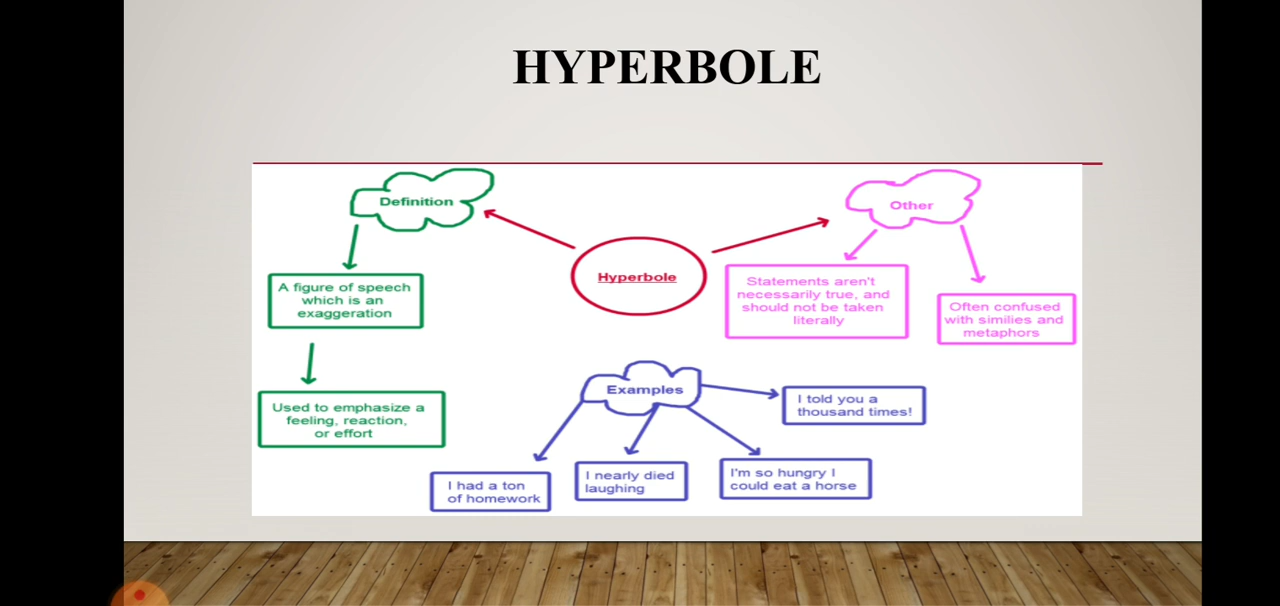 HYPERBOLE
Definition
A figure of speech
which is an
exaggeration
Used to emphasize a
feeling, reaction,
or effort
Hyperbole
Other
Statements aren't
necessarily true, and
should not be taken
literally
Often confused
with similies and
metaphors
Examples
I had a ton
of homework
I nearly died
laughing
I'm so hungry I
could eat a horse
I told you a
thousand times!